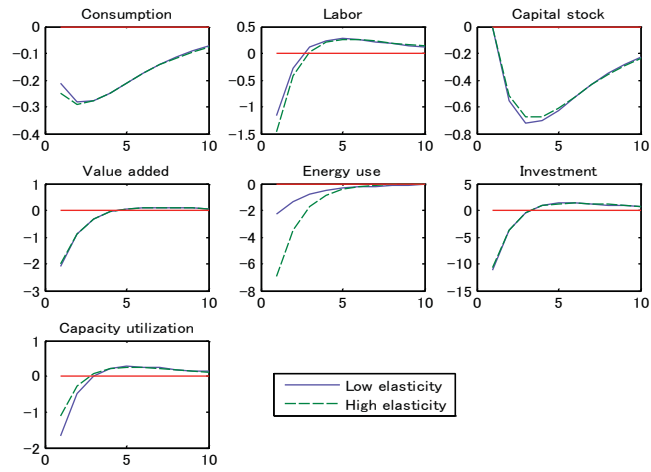 Consumption
Labor
Capital stock
0
-0.1
-0.2
-0.3
-0.4
0 5 10
0.5
0
-0.5
-1
-1.5
0 5 10
0
-0.2
-0.4
-0.6
-0.8
0 5 10
Value added
Energy use
Investment
1
0
-1
-2
-3
0 5 10
0
-2
-4
-6
-8
0 5 10
5
0
-5
-10
-15
0 5 10
Capacity utilization
1
0
-1
-2
0 5 10
Low elasticity
High elasticity